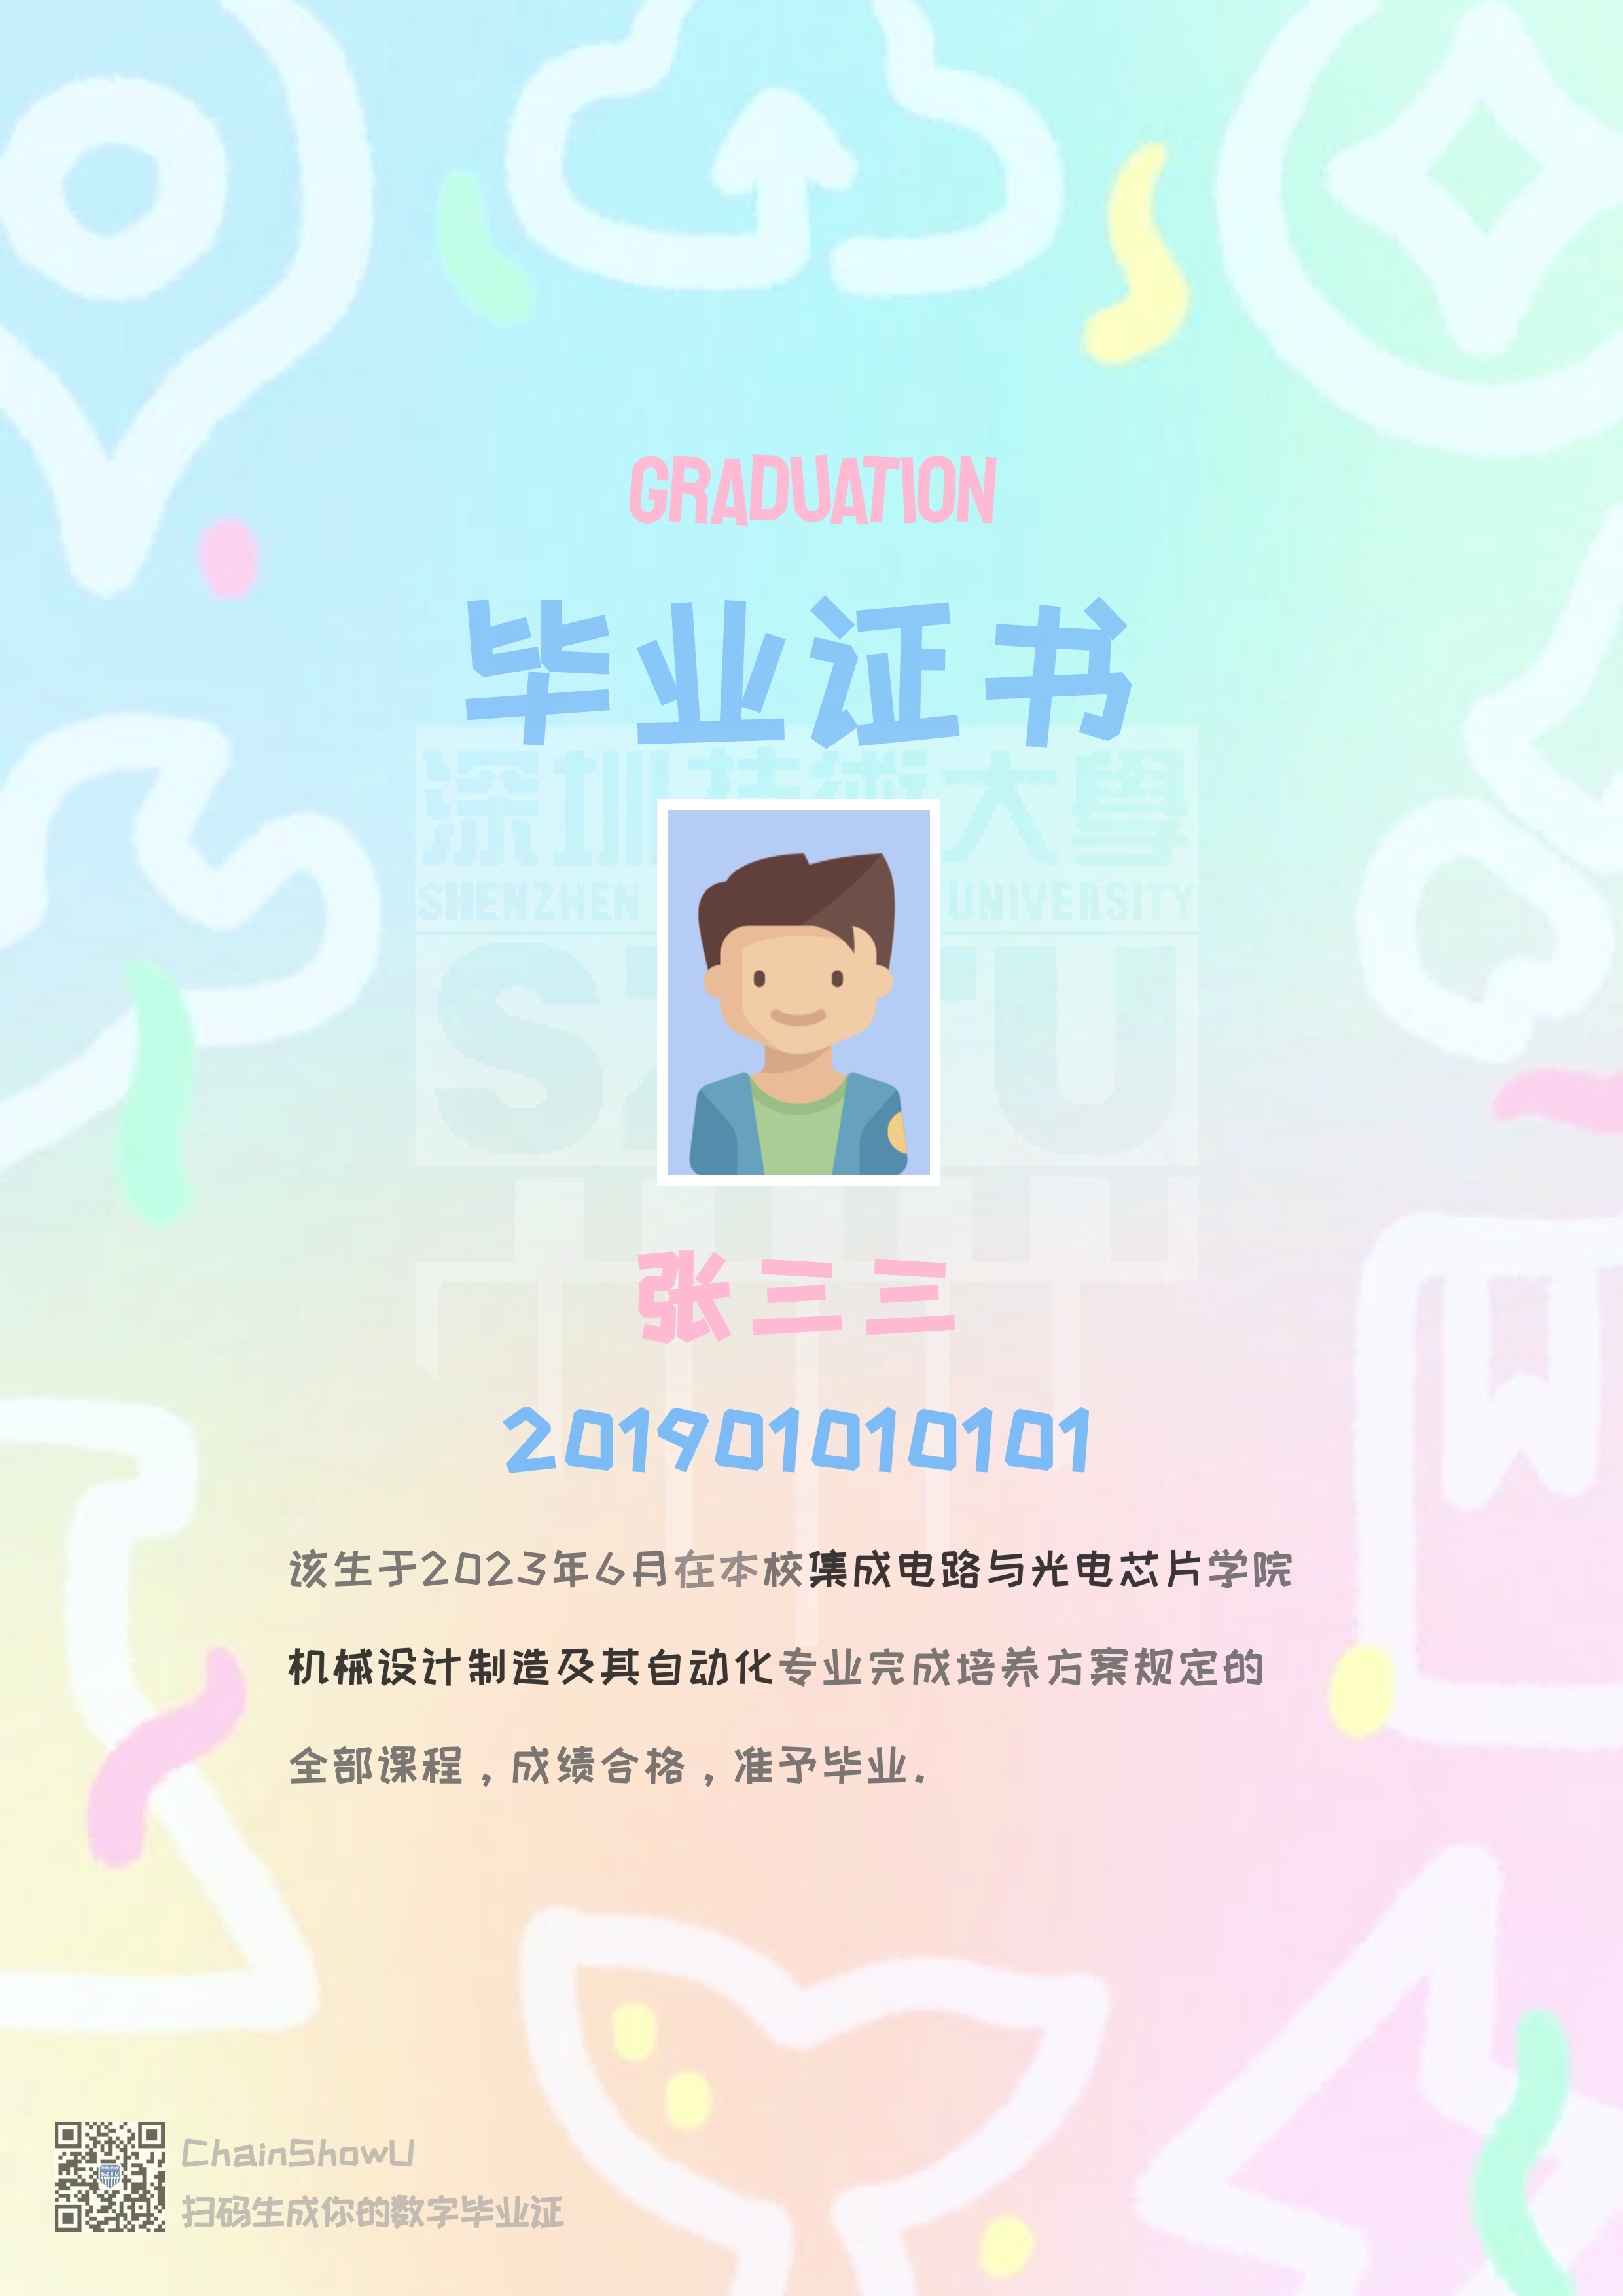 GRADUATION
毕业证书
深圳技術大學
SHENZHEN UNIVERSITY
SZTU
张三三
201901010101
该生于2023年6月在本校集成电路与光电芯片学院
机械设计制造及其自动化专业完成培养方案规定的
全部课程，成绩合格，准予毕业.
ChainShowU
扫码生成你的数字毕业证